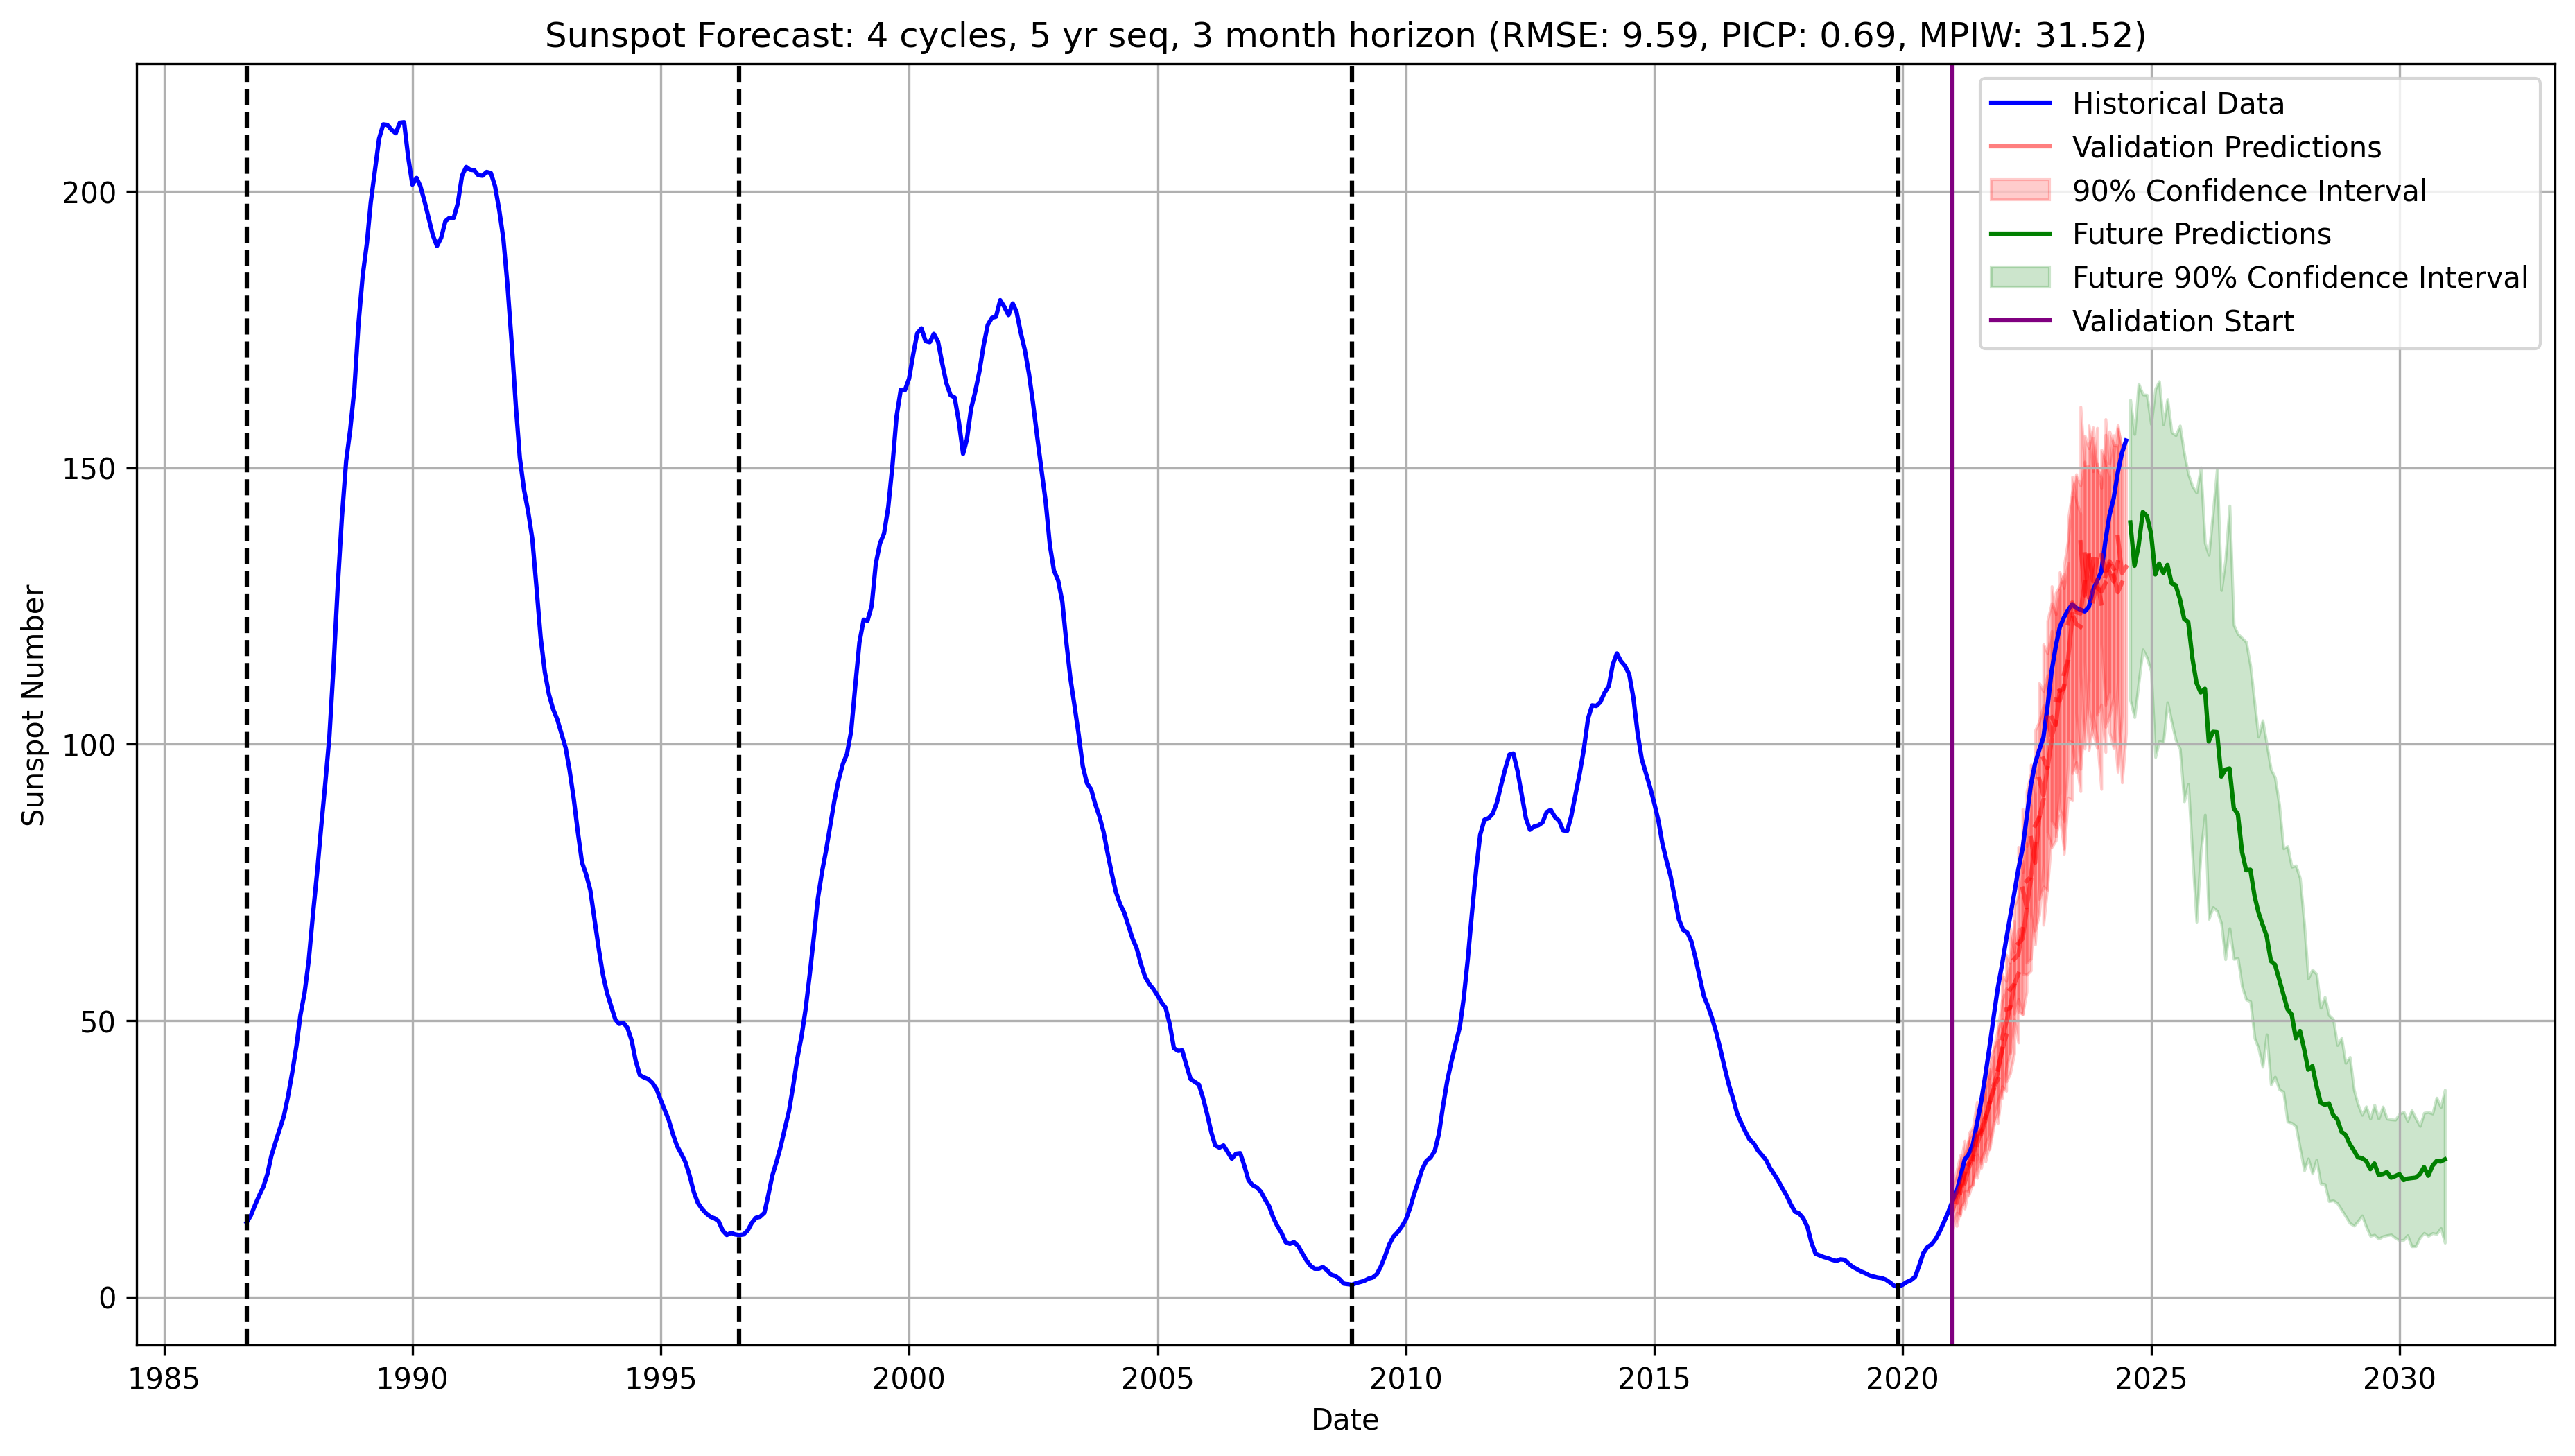 Sunspot Forecast: 4 cycles, 5 yr seq, 3 month horizon (RMSE: 9.59, PICP: 0.69, MPIW: 31.52)
Historical Data
Validation Predictions
90% Confidence Interval
Future Predictions
Future 90% Confidence Interval
Validation Start
Sunspot Number
200
150
100
50
0
1985 1990 1995 2000 2005 2010 2015 2020 2025 2030
Date